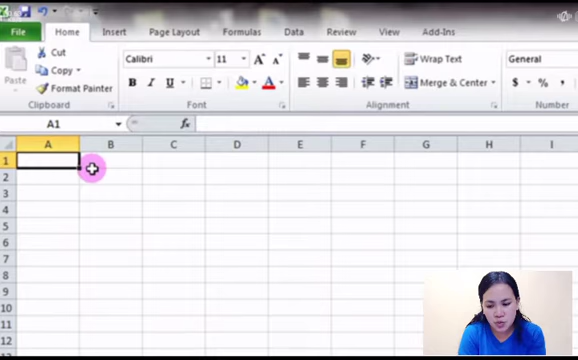 File Home Insert Page Layout Formulas Data Review View Add-Ins
Cut
Calibri 11 A A Wrap Text General
Paste Copy
Format Painter B I U A Merge & Center $ % ,
Clipboard Font Alignment Number
A1 fx
A B C D E F G H I
1
2
3
4
5
6
7
8
9
10
11
12